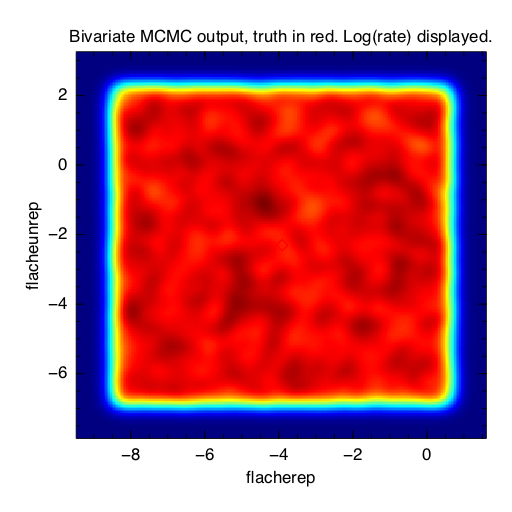 Bivariate MCMC output, truth in red. Log(rate) displayed.
2
0
−2
−4
−6
flacheunrep
−8 −6 −4 −2 0
flacherep